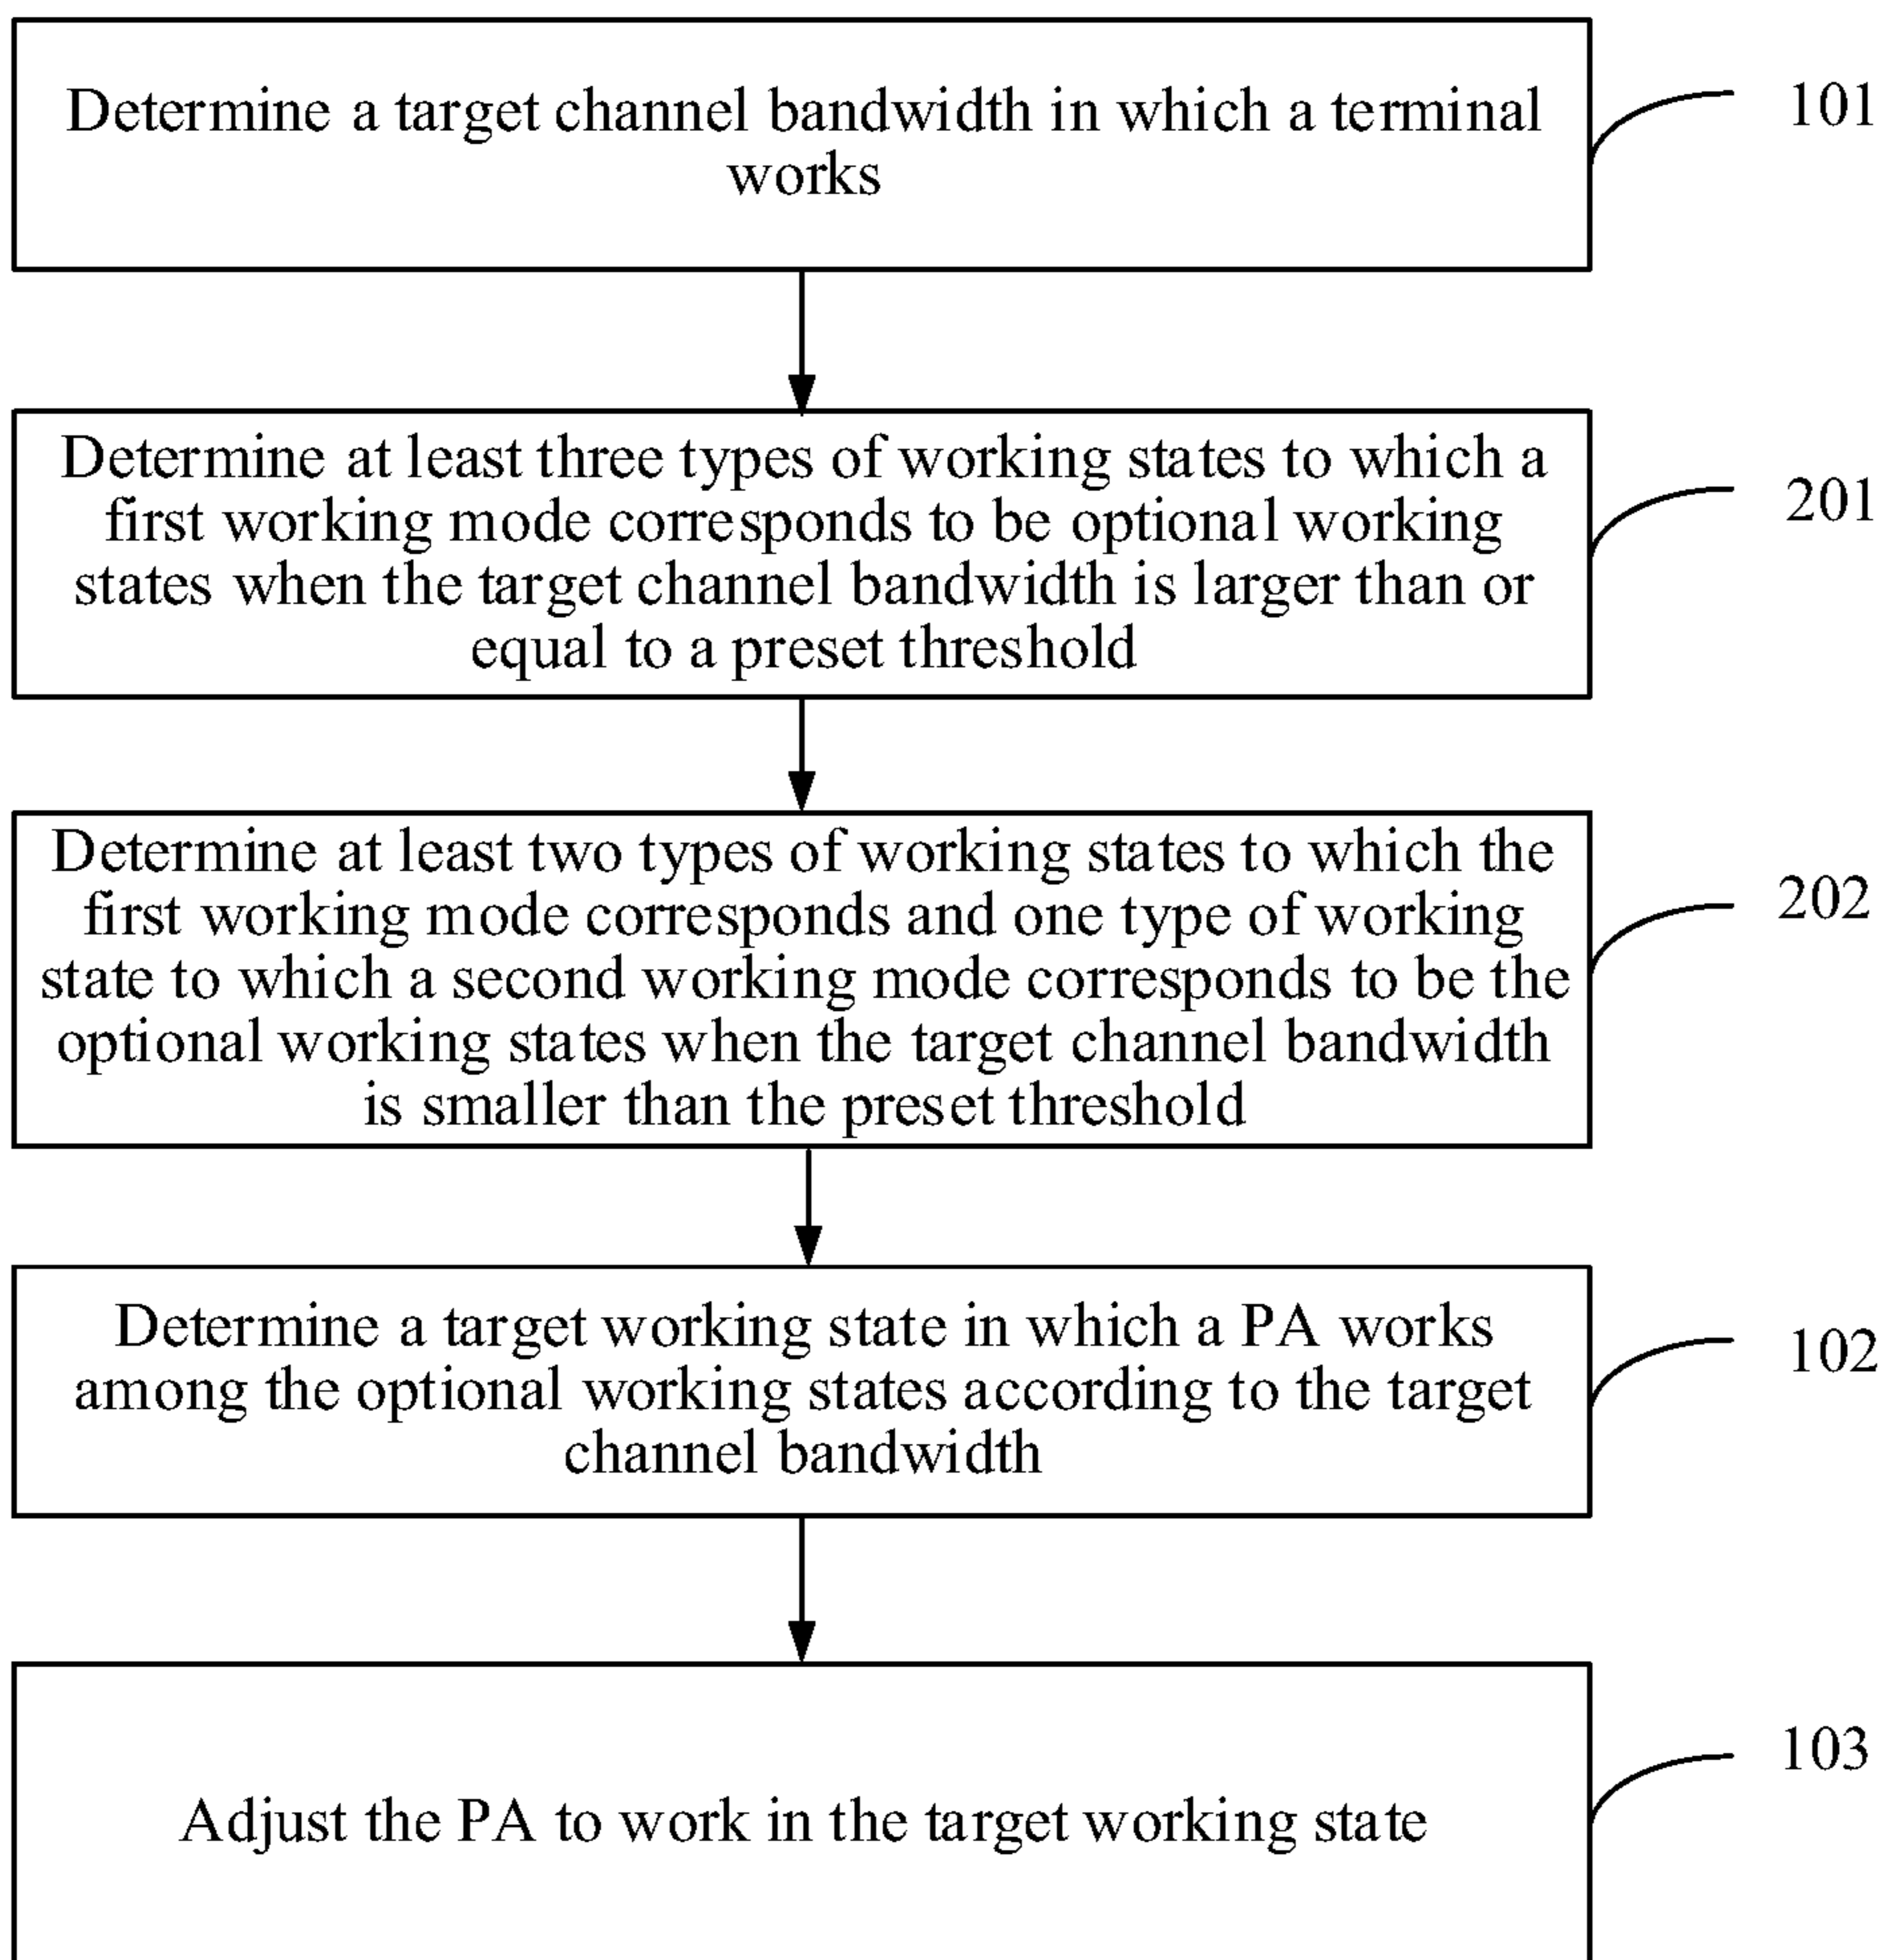 Determine a target channel bandwidth in which a terminal
works
101
Determine at least three types of working states to which a
first working mode corresponds to be optional working
states when the target channel bandwidth is larger than or
equal to a preset threshold
201
Determine at least two types of working states to which the
first working mode corresponds and one type of working
state to which a second working mode corresponds to be the
optional working states when the target channel bandwidth
is smaller than the preset threshold
202
Determine a target working state in which a PA works
among the optional working states according to the target
channel bandwidth
102
Adjust the PA to work in the target working state
103